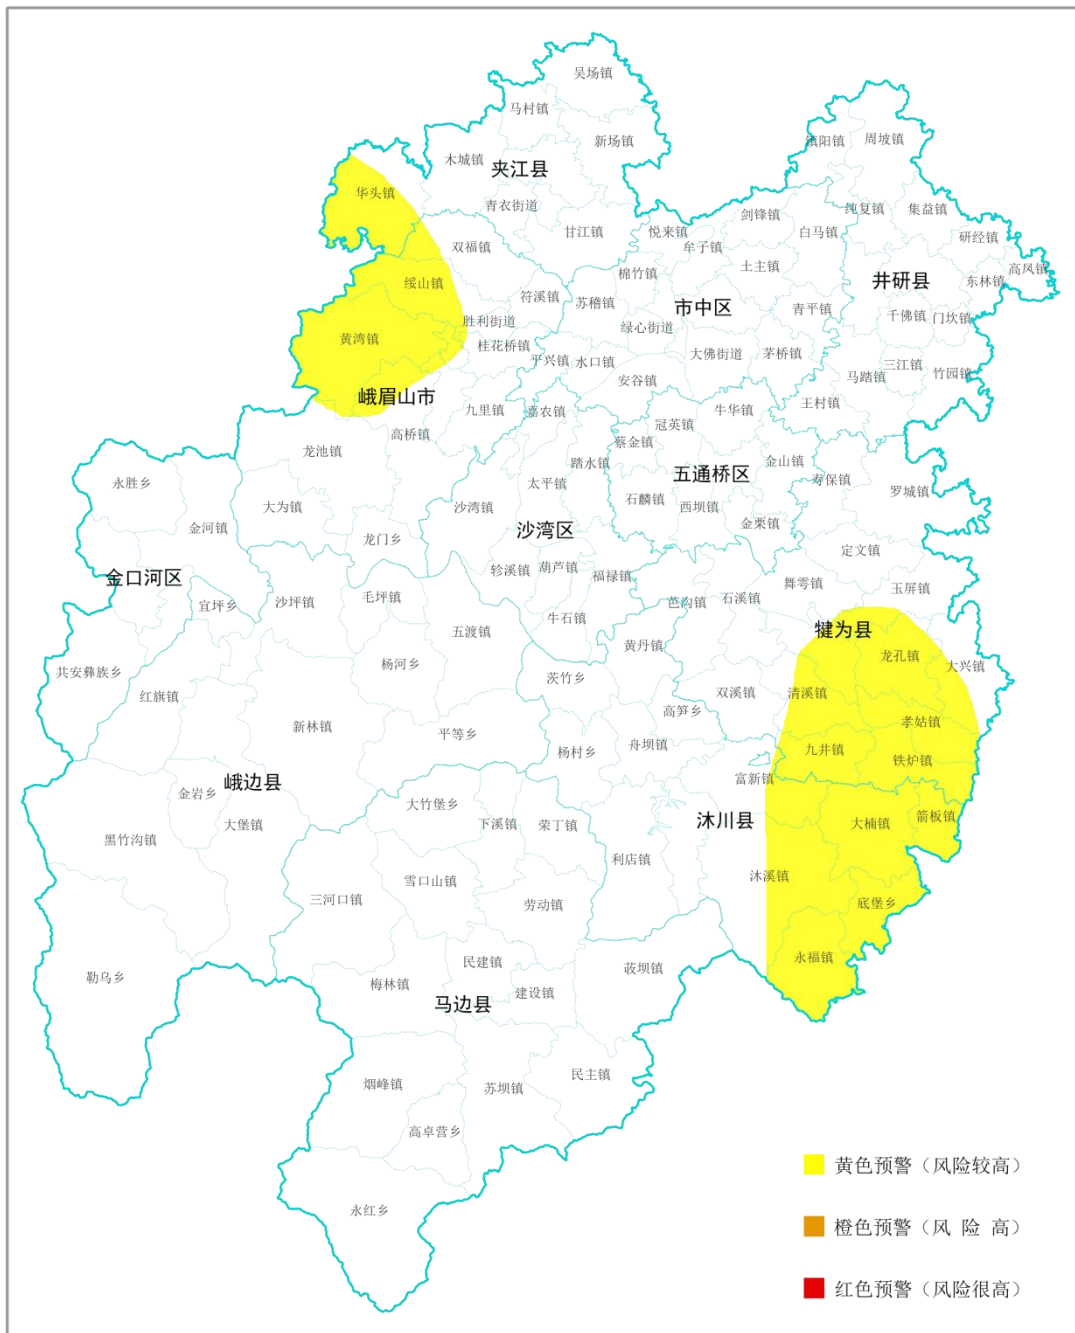 吴场镇
马村镇
新场镇
木城镇
夹江县
华头镇
青衣街道
甘江镇
双福镇
绥山镇
符溪镇
胜利街道
黄湾镇
桂花桥镇
平兴镇
峨眉山市
九里镇
高桥镇
龙池镇
大为镇
龙门乡
镇阳镇
周坡镇
纯复镇
集益镇
研经镇
高凤镇
东林镇
井研县
千佛镇
门坎镇
三江镇
马踏镇
竹园镇
王村镇
剑锋镇
悦来镇
牟子镇
白马镇
土主镇
棉竹镇
苏稽镇
市中区
青平镇
绿心街道
大佛街道
茅桥镇
水口镇
安谷镇
嘉农镇
踏水镇
太平镇
沙湾镇
沙湾区
轸溪镇
葫芦镇
福禄镇
牛石镇
牛华镇
冠英镇
蔡金镇
五通桥区
金山镇
石麟镇
西坝镇
金粟镇
寿保镇
罗城镇
定文镇
舞雩镇
玉屏镇
芭沟镇
石溪镇
犍为县
龙孔镇
大兴镇
清溪镇
双溪镇
孝姑镇
九井镇
铁炉镇
永胜乡
金河镇
金口河区
共安彝族乡
宜坪乡
沙坪镇
毛坪镇
五渡镇
杨河乡
红旗镇
新林镇
平等乡
峨边县
金岩乡
大堡镇
黑竹沟镇
勒乌乡
黄丹镇
茨竹乡
高笋乡
舟坝镇
杨村乡
富新镇
沐川县
利店镇
大楠镇
箭板镇
沐溪镇
底堡乡
永福镇
大竹堡乡
下溪镇
荣丁镇
雪口山镇
三河口镇
劳动镇
民建镇
梅林镇
建设镇
马边县
荍坝镇
烟峰镇
苏坝镇
民主镇
高卓营乡
永红乡
黄色预警（风险较高）
橙色预警（风 险 高）
红色预警（风险很高）